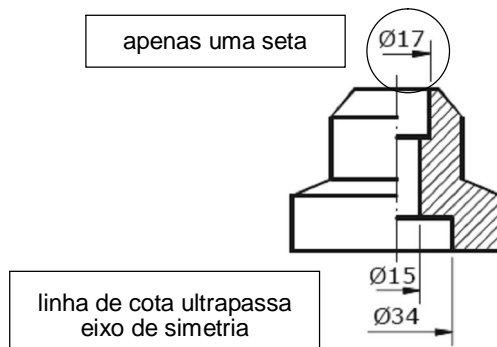 apenas uma seta
Ø17
Ø15
Ø34
linha de cota ultrapassa
eixo de simetria